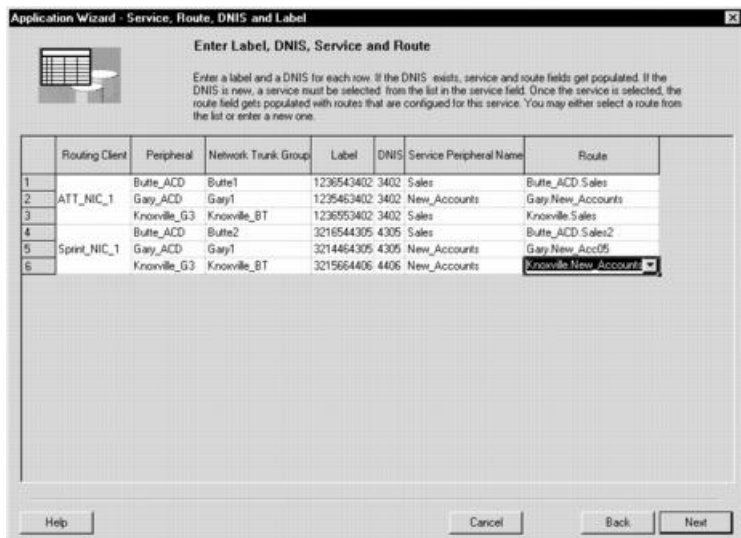 Application Wizard - Service, Route, DNIS and Label
Enter Label, DNIS, Service and Route
Enter a label and a DNIS for each row. If the DNIS exists, service and route fields get populated. If the
DNIS is new, a service must be selected from the list in the service field. Once the service is selected, the
route field gets populated with routes that are configued for this service. You may either select a route from
the list or enter a new one.
Routing Client Peripheral Network Trunk Group Label DNIS Service Peripheral Name Route
1 Butte_ACD Butte1 1236543402 3402 Sales Butte_ACD.Sales
2 ATT_NIC_1 Gary_ACD Gary1 1235463402 3402 New_Accounts Gary.New_Accounts
3 Knoxville_G3 Knoxville_BT 1236553402 3402 Sales Knoxville.Sales
4 Butte_ACD Butte2 3216544305 4305 Sales Butte_ACD.Sales2
5 Sprint_NIC_1 Gary_ACD Gary1 3214464305 4305 New_Accounts Gary.New_Acc05
6 Knoxville_G3 Knoxville_BT 3215664406 4406 New_Accounts Knoxville.New_Accounts
Help Cancel Back Next